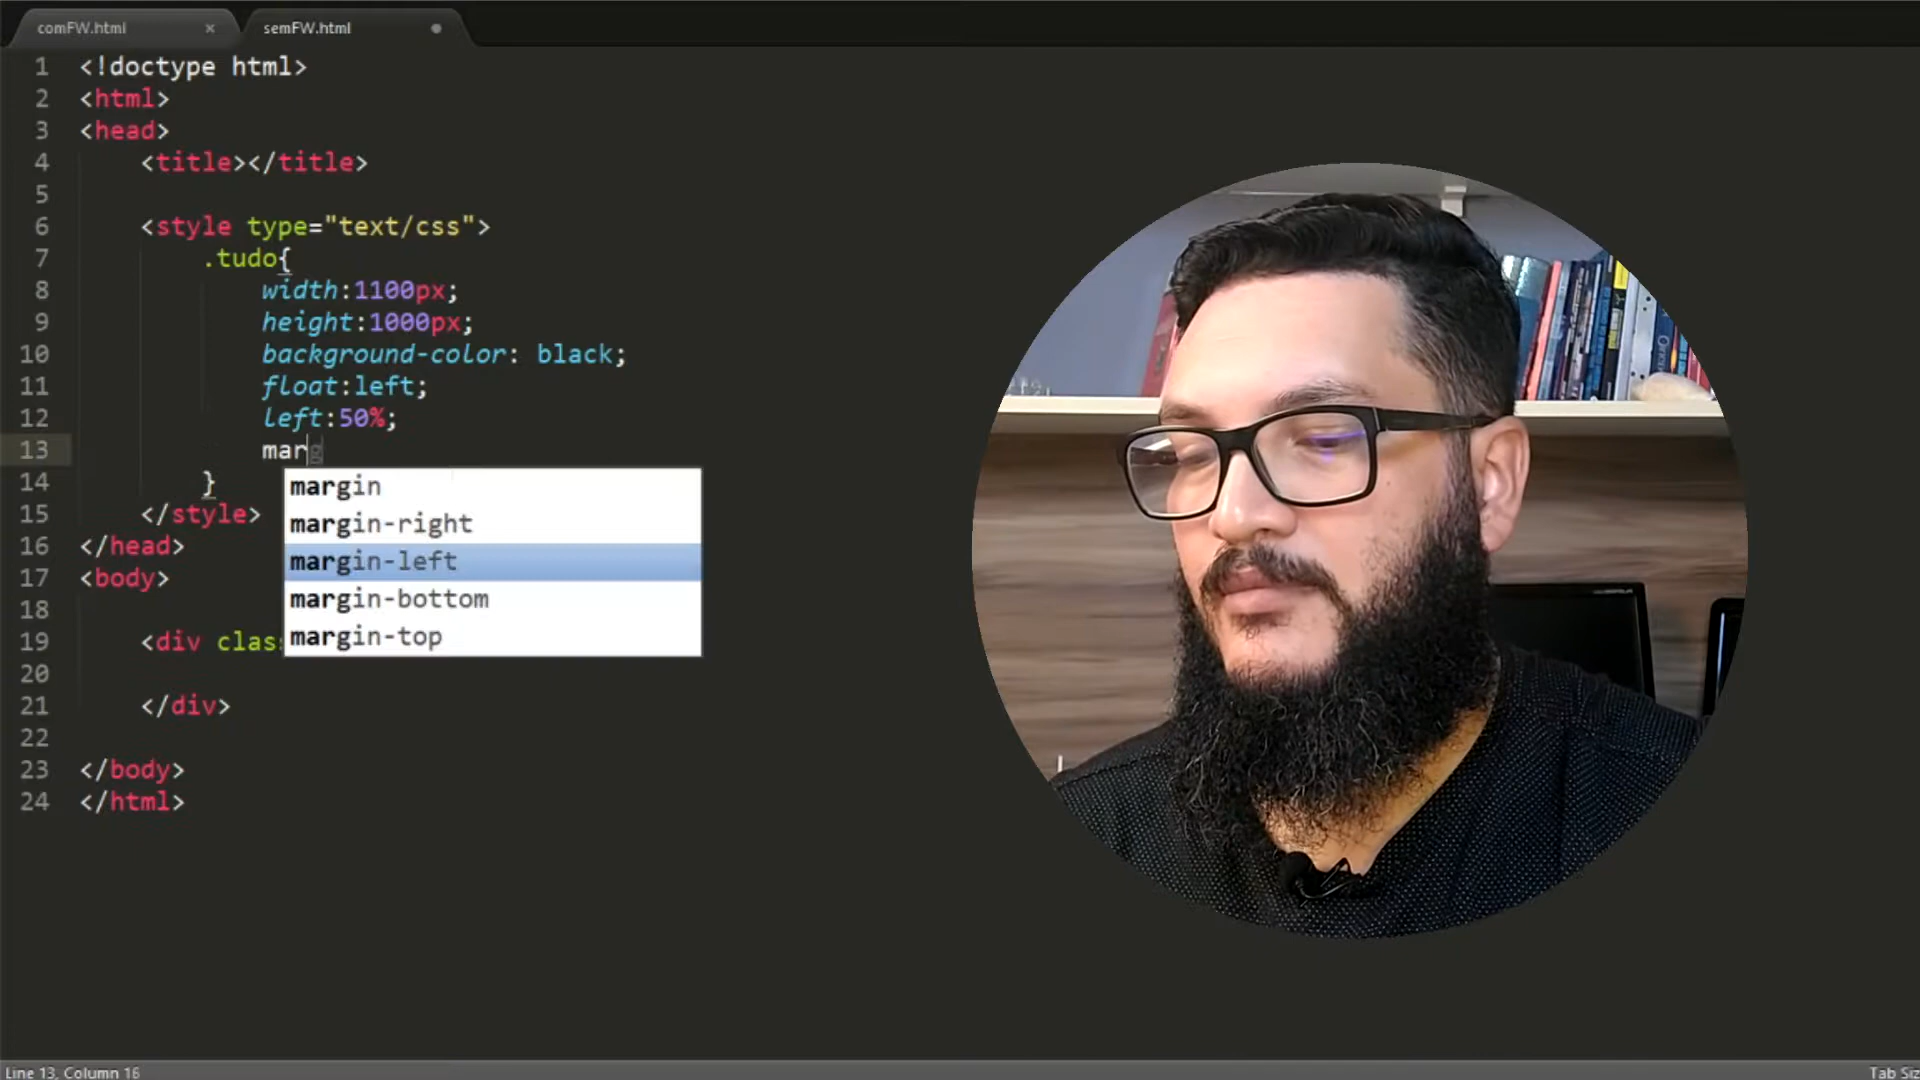 comFW.html
semFW.html
1 <!doctype html>
2 <html>
3 <head>
4 <title></title>
5
6 <style type="text/css">
7 .tudo{
8 width:1100px;
9 height:1000px;
10 background-color: black;
11 float:left;
12 left:50%;
13 marg
14 }
margin
15 </style>
margin-right
16 </head>
margin-left
17 <body>
margin-bottom
18
19 <div clas
margin-top
20
21 </div>
22
23 </body>
24 </html>
Line 13, Column 16
Tab Siz